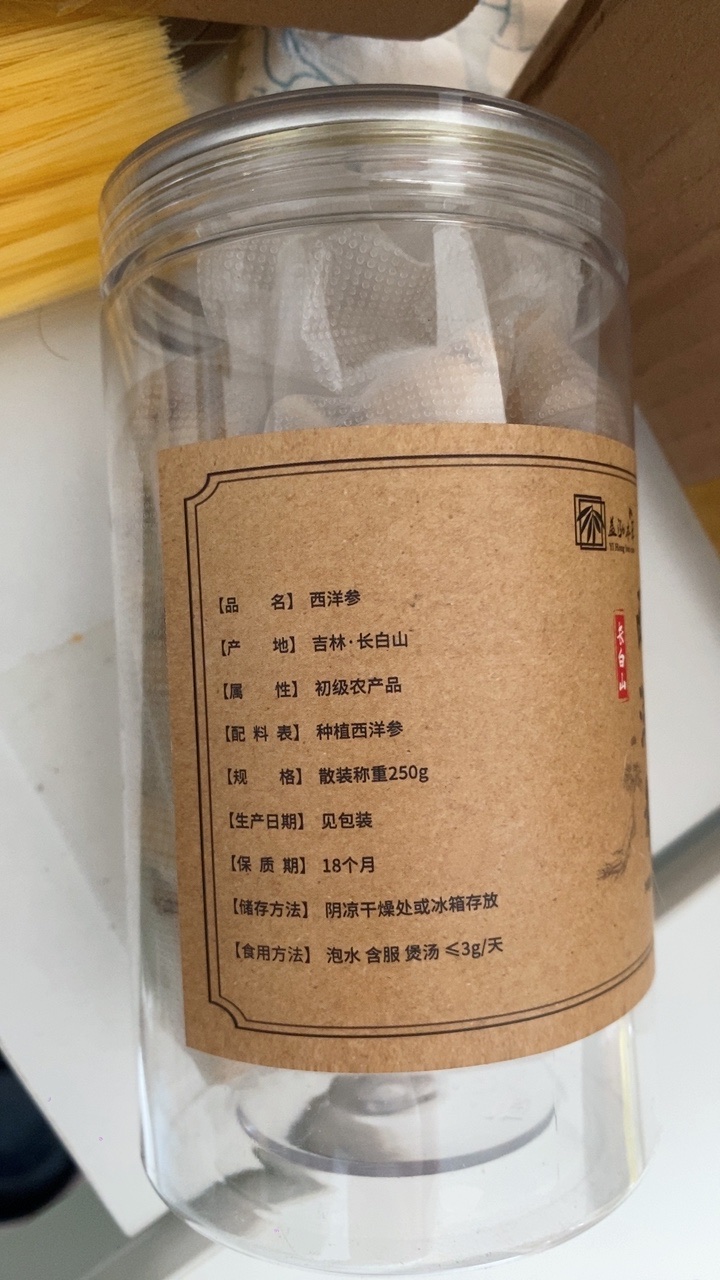 【品 名】 西洋参
【产 地】 吉林·长白山
【属 性】 初级农产品
【配 料 表】 种植西洋参
【规 格】 散装称重250g
【生产日期】 见包装
【保 质 期】 18个月
【储存方法】 阴凉干燥处或冰箱存放
【食用方法】 泡水 含服 煲汤 ≤3g/天
长白山